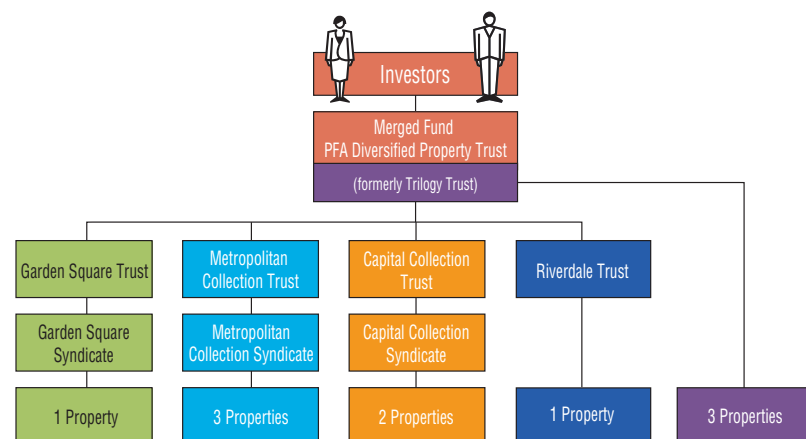 Investors
Merged Fund
PFA Diversified Property Trust
(formerly Trilogy Trust)
Garden Square Trust
Metropolitan
Collection Trust
Capital Collection
Trust
Riverdale Trust
Garden Square
Syndicate
Metropolitan
Collection Syndicate
Capital Collection
Syndicate
1 Property
3 Properties
2 Properties
1 Property
3 Properties